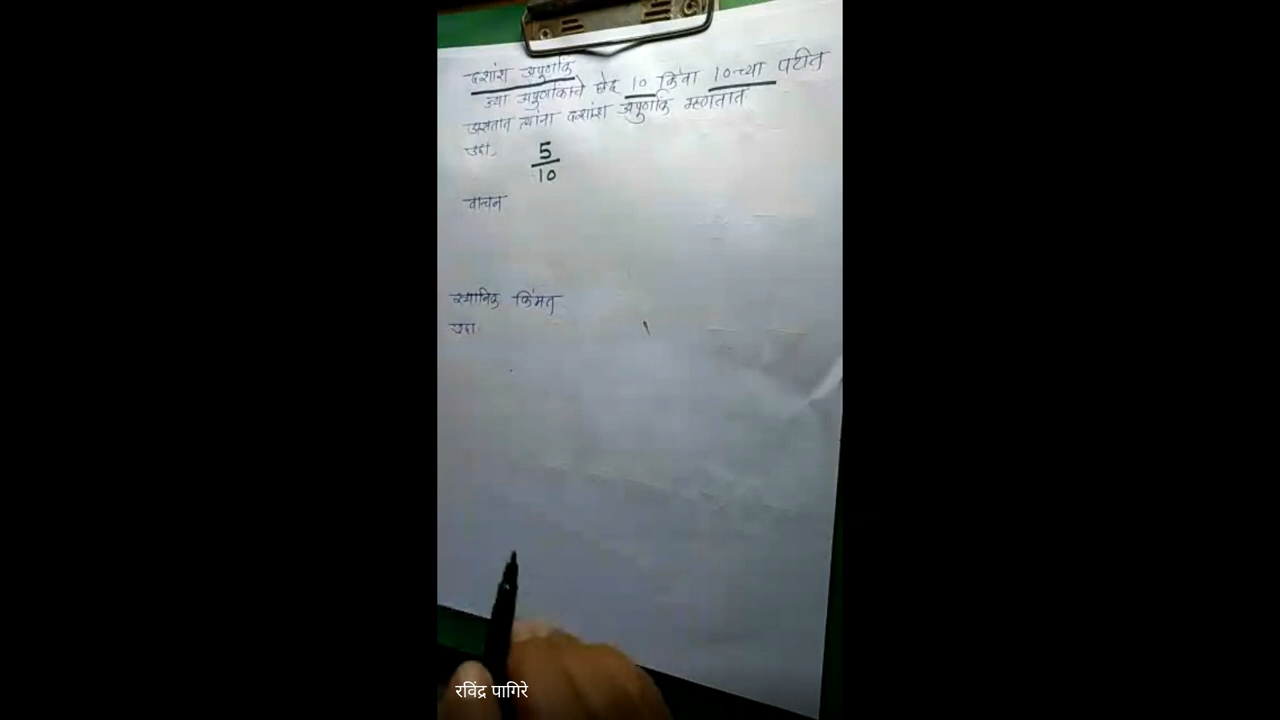 दशांश अपूर्णांक
ज्या अपूर्णांकाचे छेद 10 किंवा 10च्या पटीत
असतात त्यांना दशांश अपूर्णांक म्हणतात
उदा.
5
10
वाचन
स्थानिक किंमत
उदा
रविंद्र पागिरे